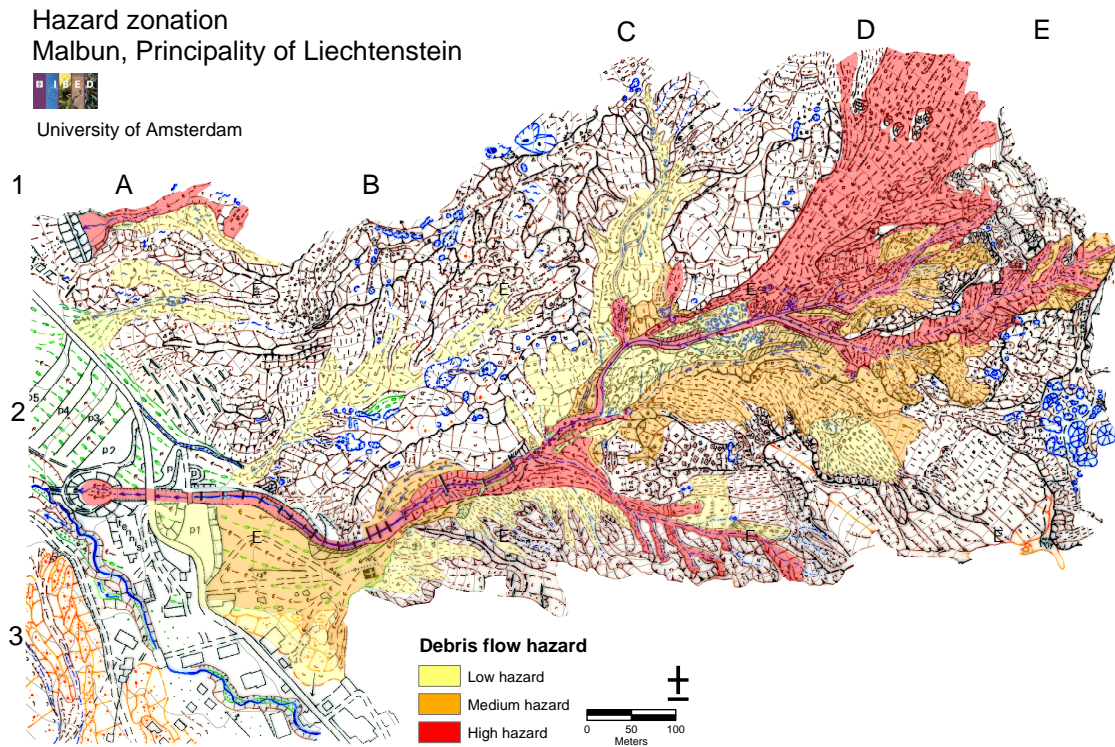 Hazard zonation
Malbun, Principality of Liechtenstein
I B E D
University of Amsterdam
C D E
1 A B
E E E E
2
p4 p3
p2
p1
E E E E
3
Debris flow hazard
Low hazard
Medium hazard
High hazard
0 50 100
Meters